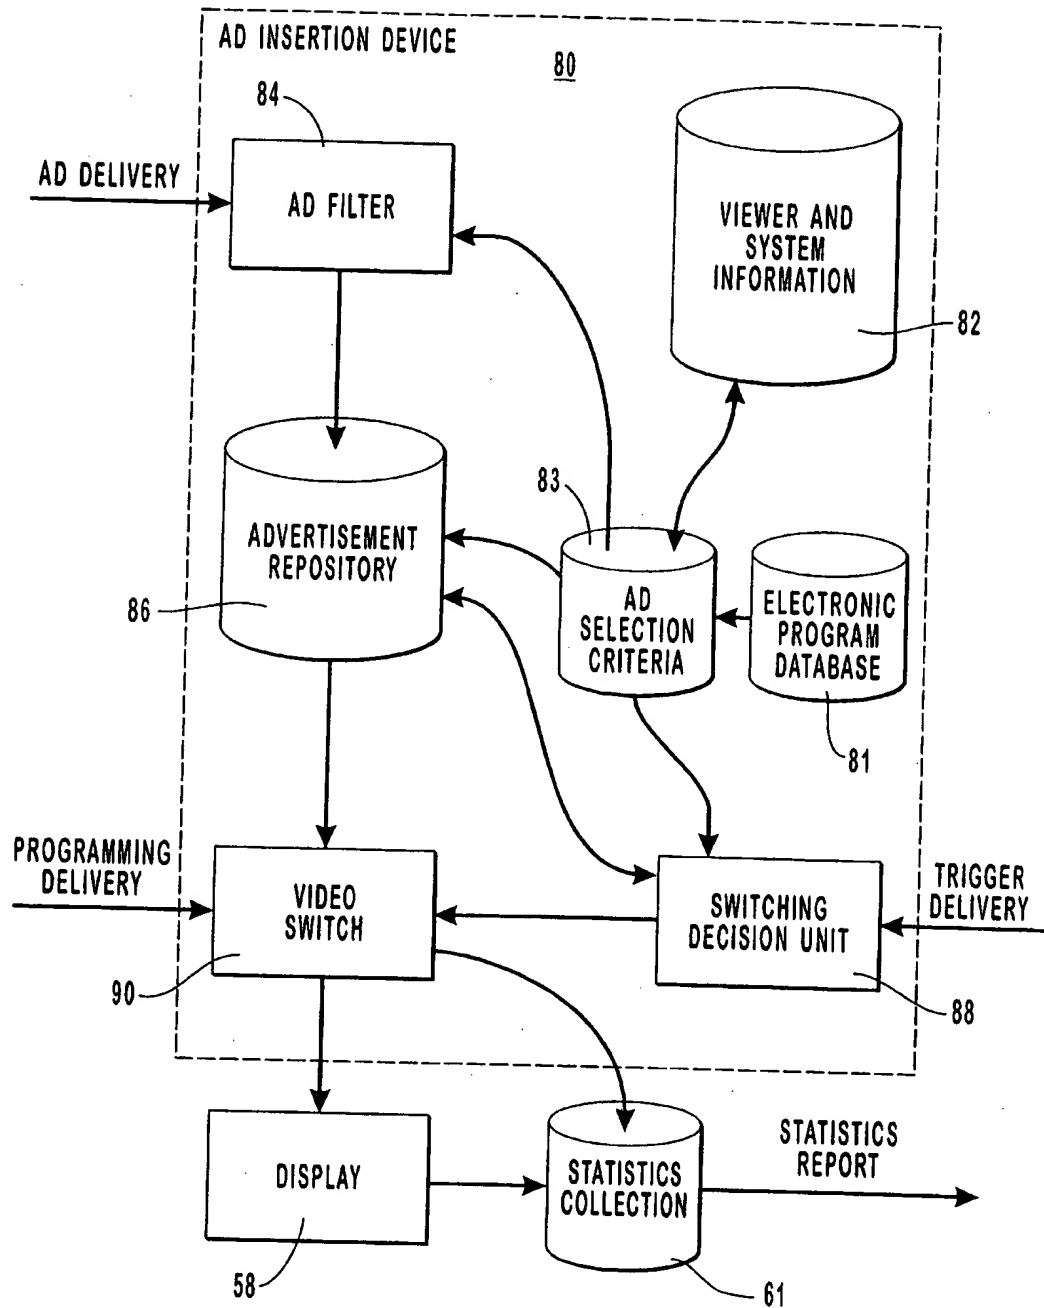 AD INSERTION DEVICE
80
84
AD DELIVERY
AD FILTER
VIEWER AND
SYSTEM
INFORMATION
82
83
ADVERTISEMENT
REPOSITORY
86
AD
SELECTION
CRITERIA
ELECTRONIC
PROGRAM
DATABASE
81
PROGRAMMING
DELIVERY
VIDEO
SWITCH
90
SWITCHING
DECISION UNIT
88
TRIGGER
DELIVERY
DISPLAY
58
STATISTICS
COLLECTION
61
STATISTICS
REPORT